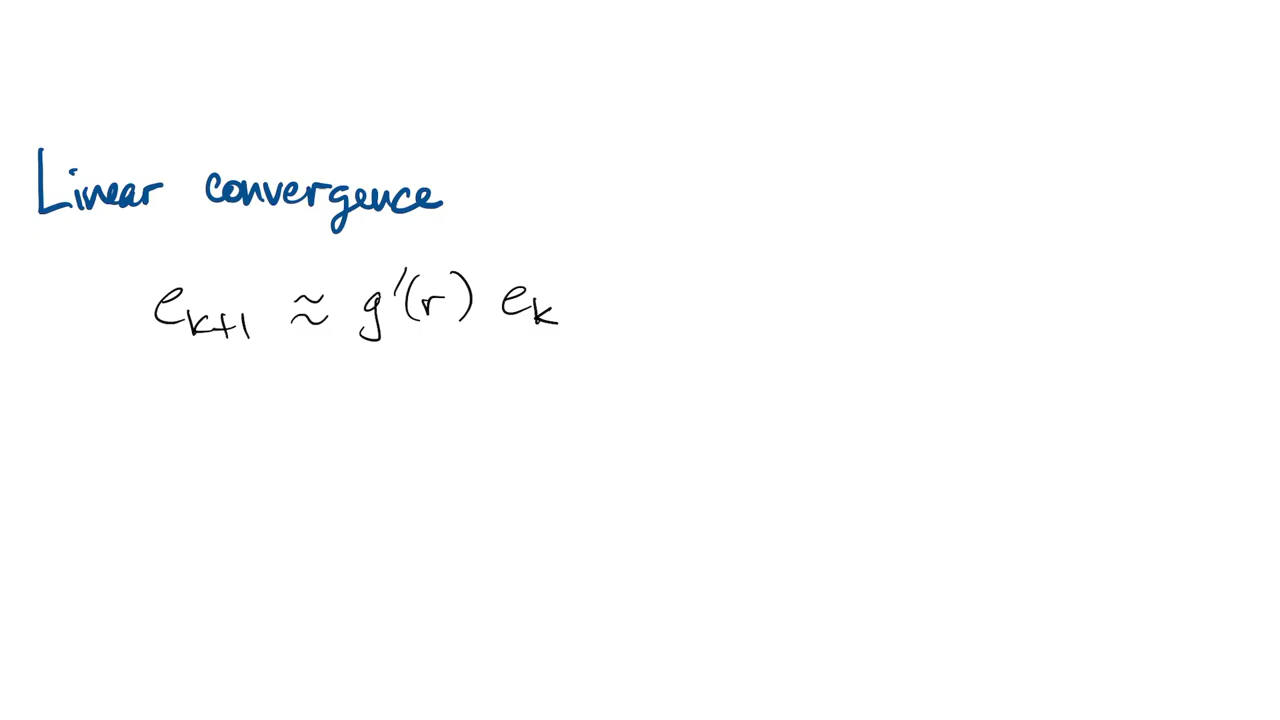 Linear convergence
e_{k+1} ≈ g'(r) e_k